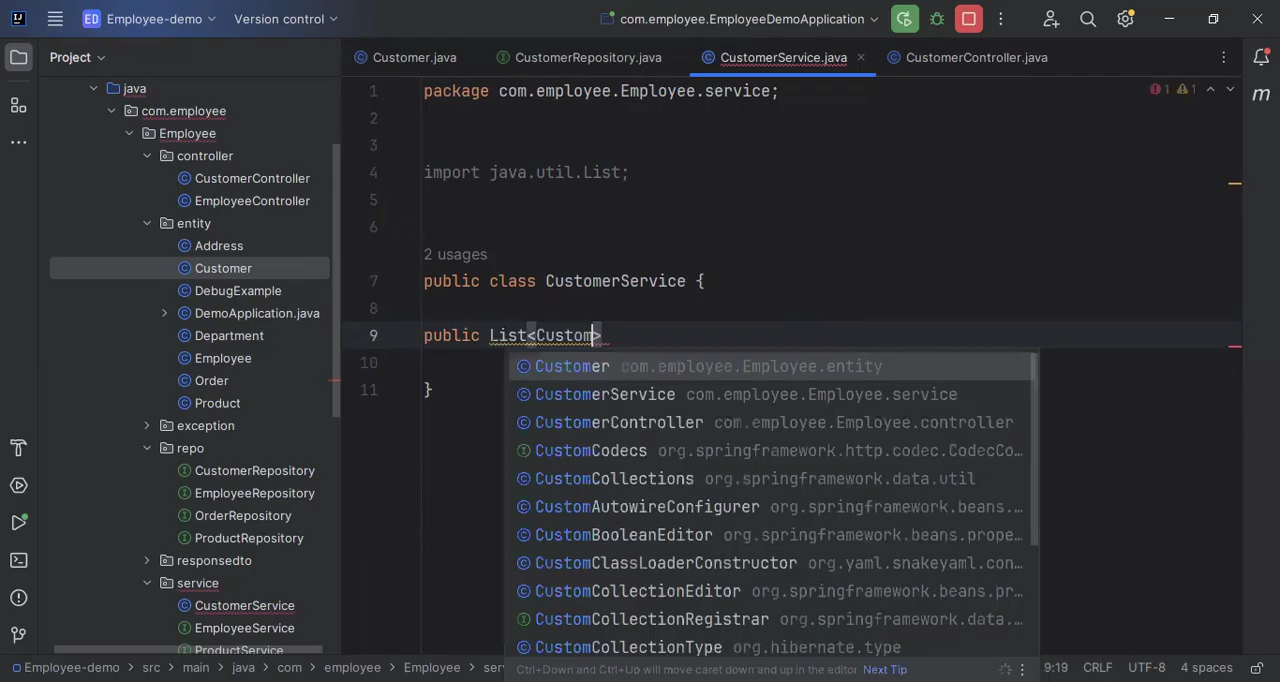 ED Employee-demo Version control com.employee.EmployeeDemoApplication
Project
Customer.java CustomerRepository.java CustomerService.java CustomerController.java
java
com.employee
Employee
controller
CustomerController
EmployeeController
entity
Address
Customer
DebugExample
DemoApplication.java
Department
Employee
Order
Product
exception
repo
CustomerRepository
EmployeeRepository
OrderRepository
ProductRepository
responsedto
service
CustomerService
EmployeeService
ProductService
1 package com.employee.Employee.service;
2
3
4 import java.util.List;
5
6
2 usages
7 public class CustomerService {
8
9 public List<Custom>
10
11 }
1 1
m
Customer com.employee.Employee.entity
CustomerService com.employee.Employee.service
CustomerController com.employee.Employee.controller
CustomCodecs org.springframework.http.codec.CodecCo…
CustomCollections org.springframework.data.util
CustomAutowireConfigurer org.springframework.beans.…
CustomBooleanEditor org.springframework.beans.prope…
CustomClassLoaderConstructor org.yaml.snakeyaml.con…
CustomCollectionEditor org.springframework.beans.pr…
CustomCollectionRegistrar org.springframework.data.…
CustomCollectionType org.hibernate.type
Ctrl+Down and Ctrl+Up will move caret down and up in the editor Next Tip
Employee-demo > src > main > java > com > employee > Employee > ser 9:19 CRLF UTF-8 4 spaces